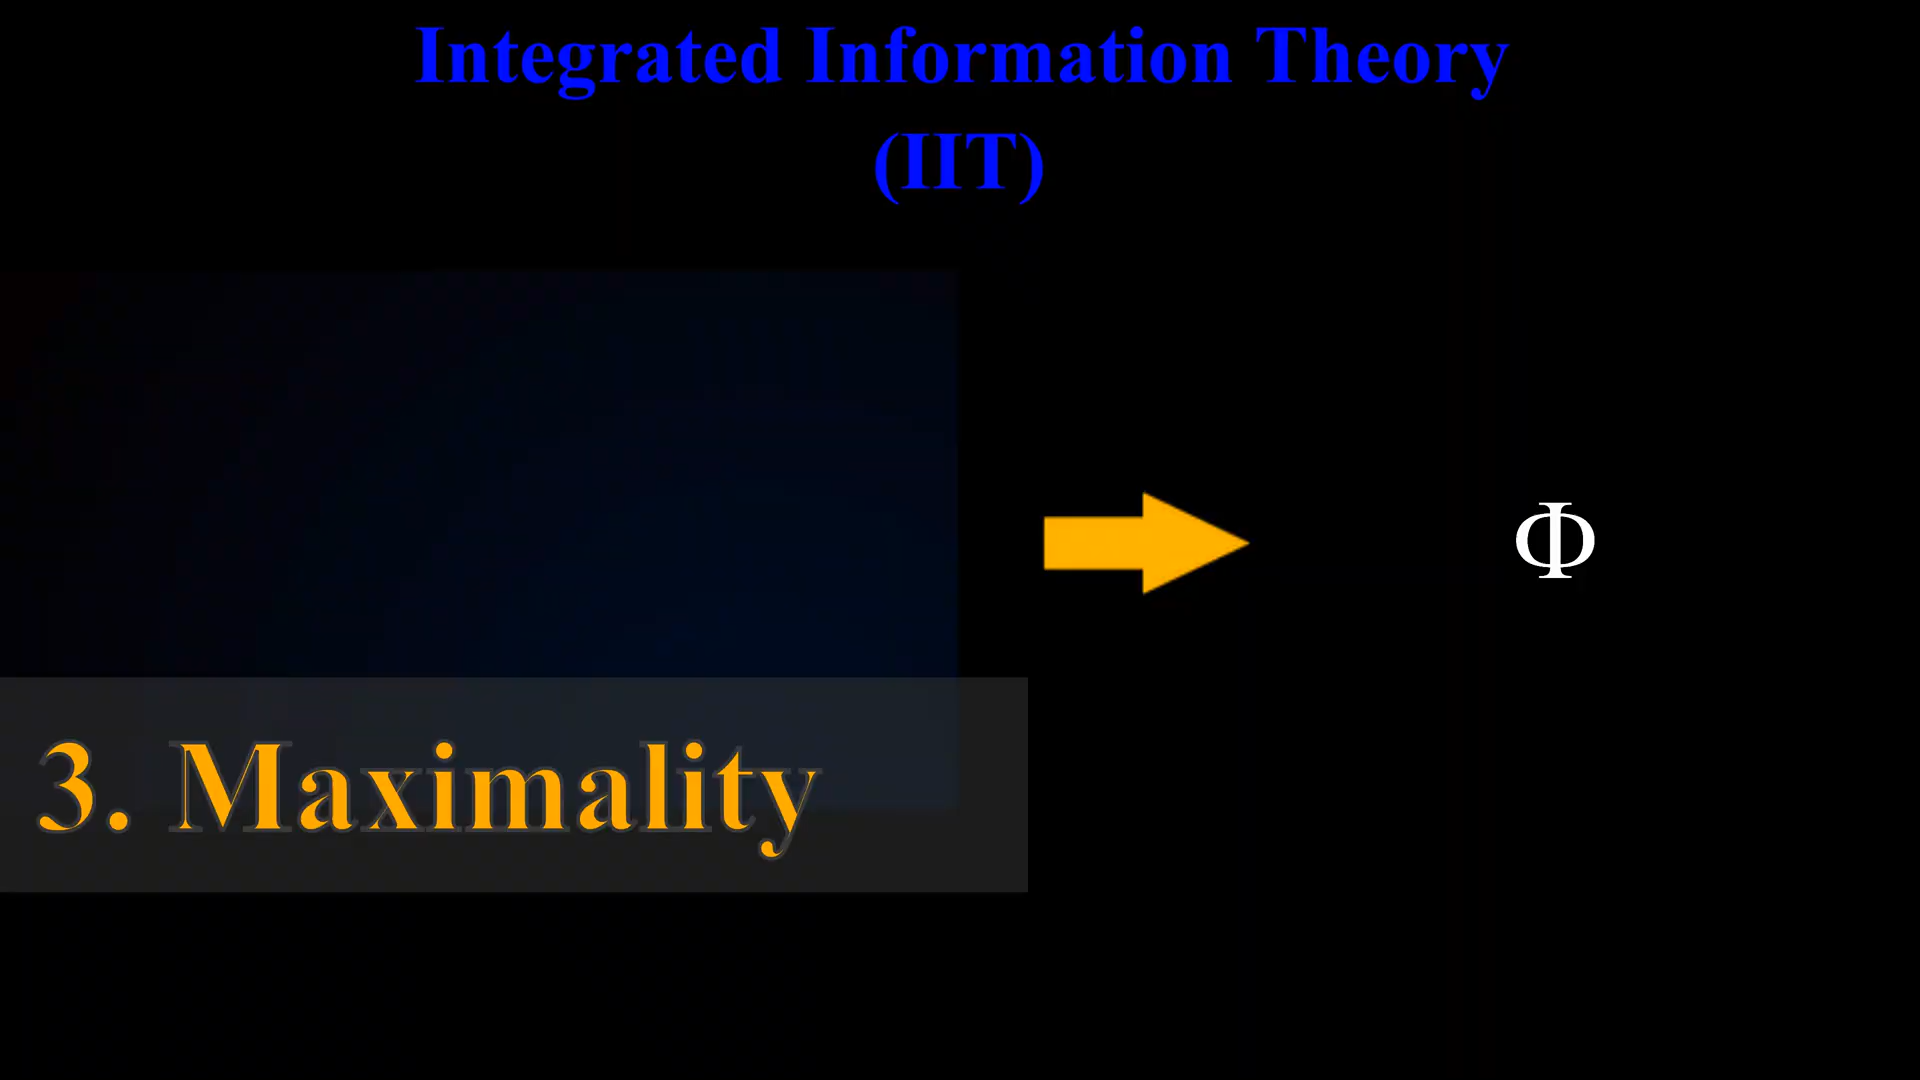 Integrated Information Theory
(IIT)
Φ
3. Maximality